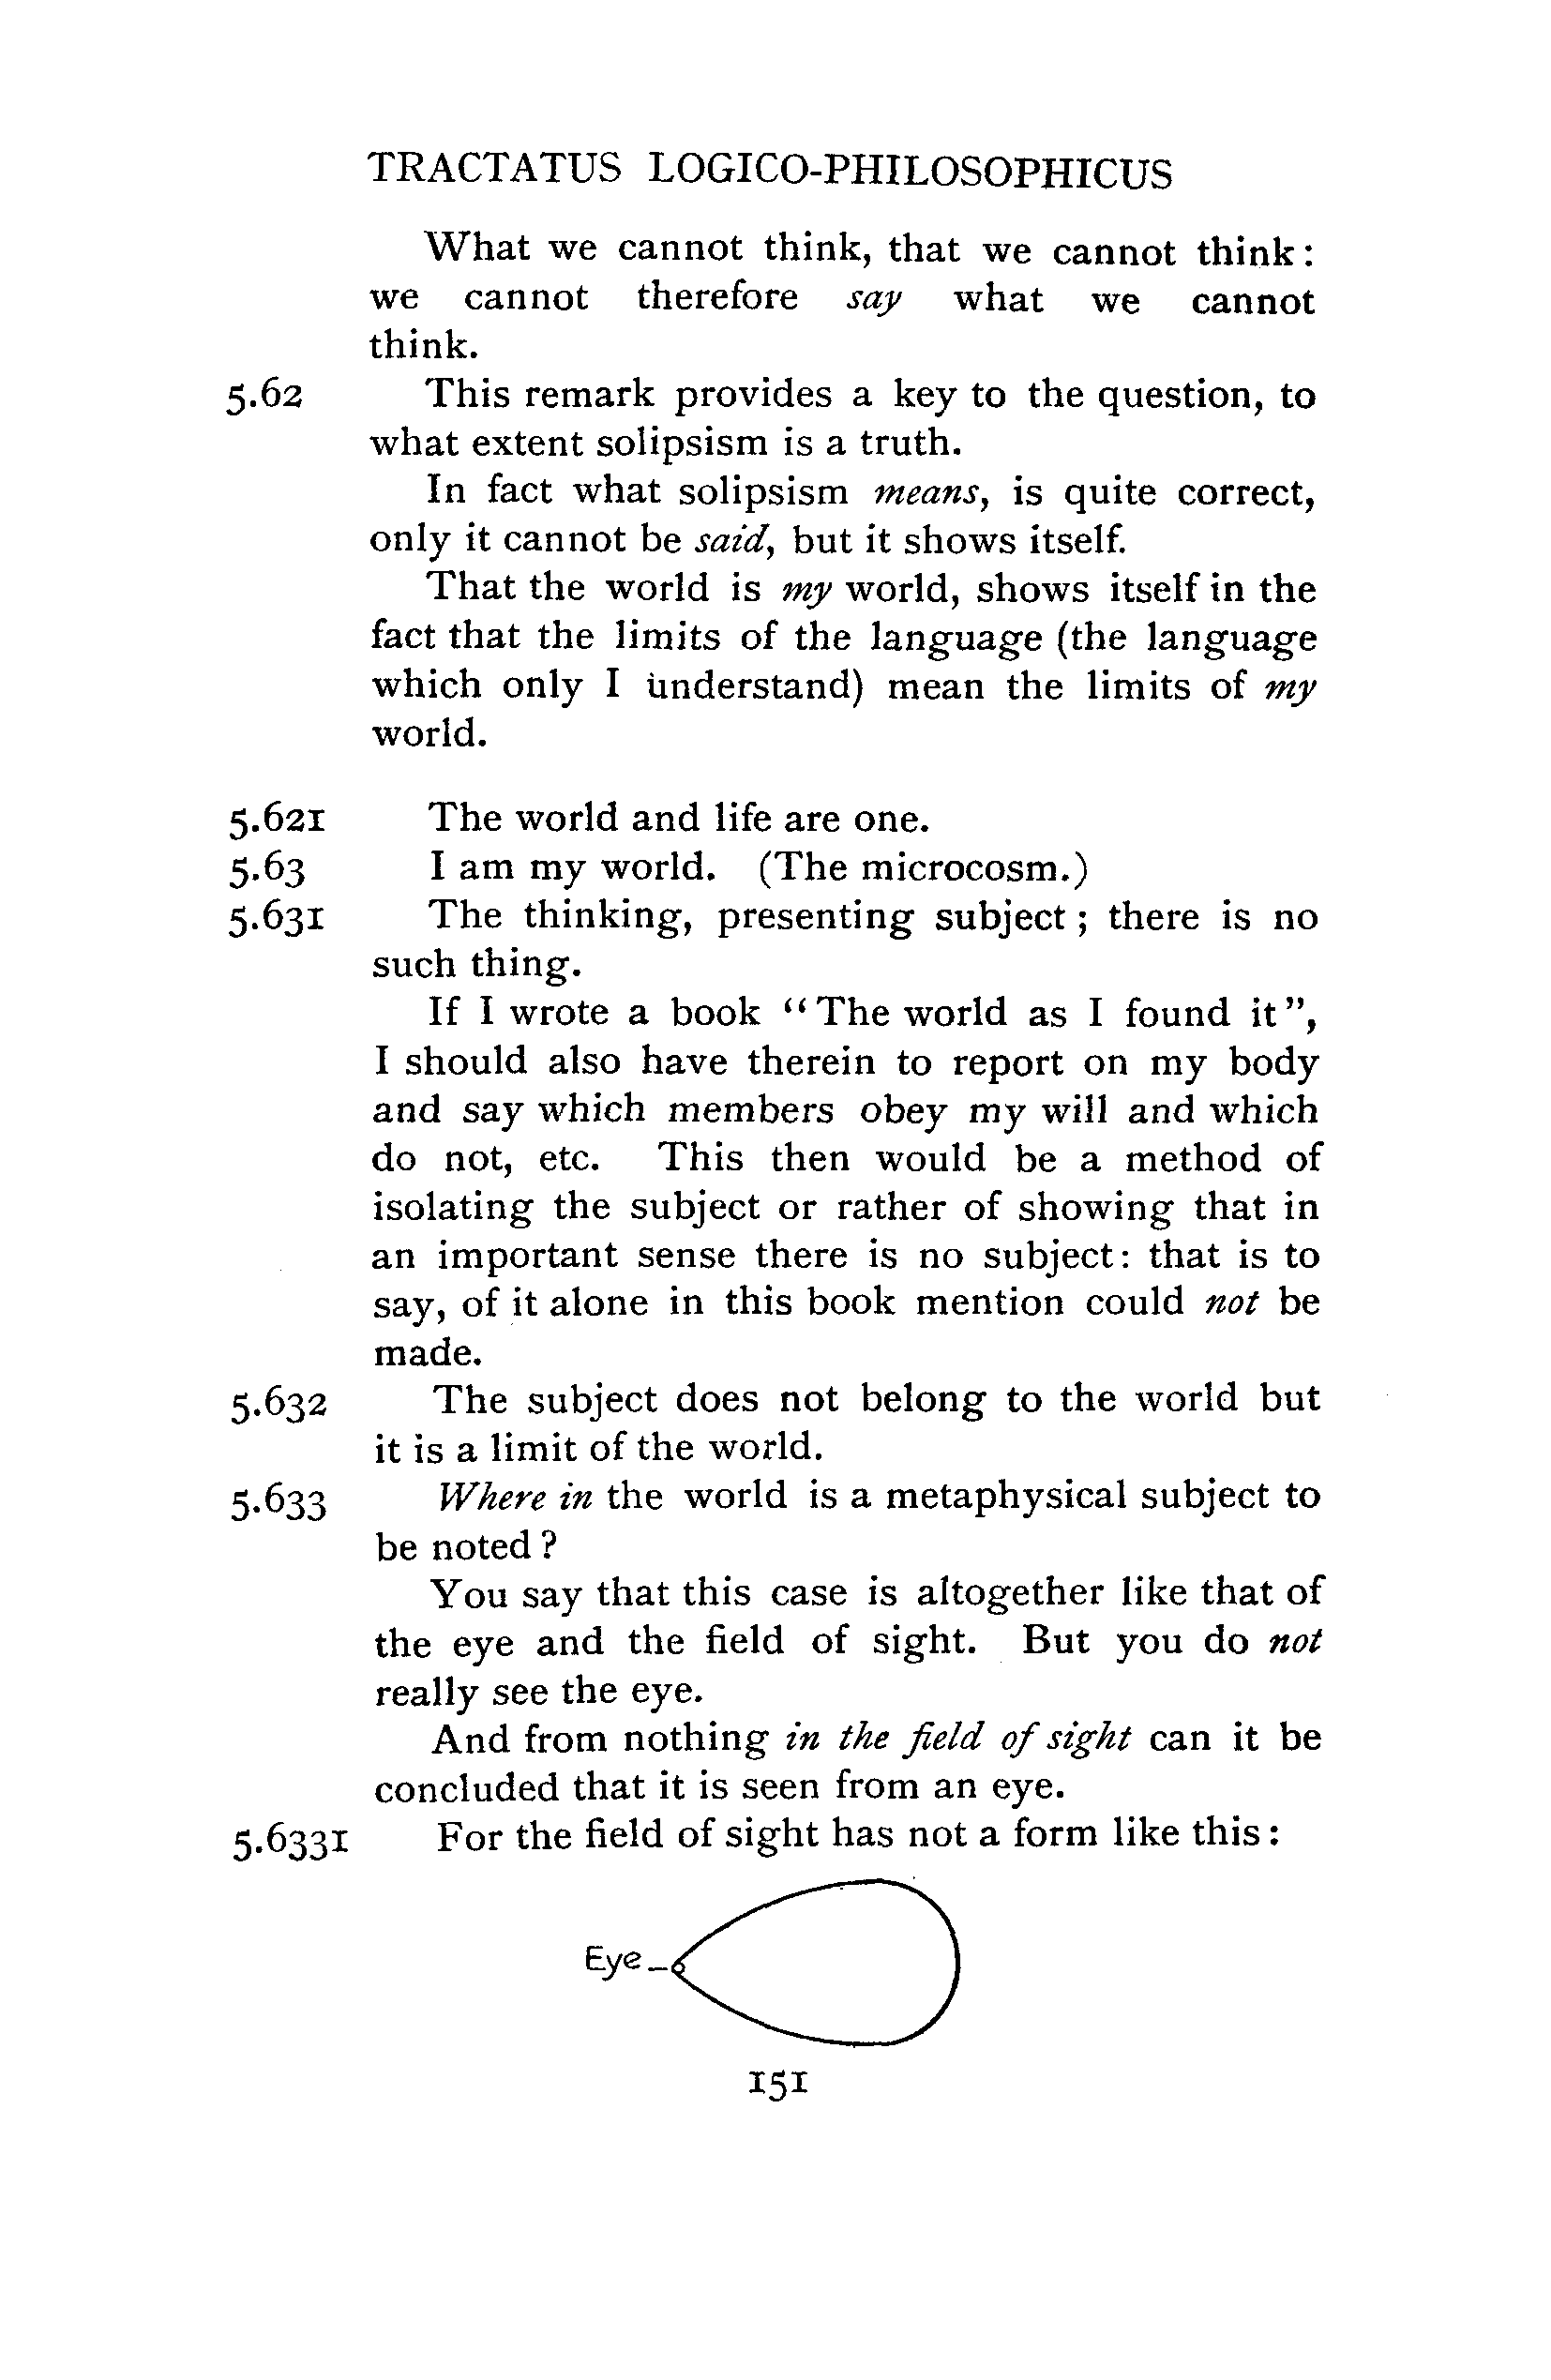 TRACTATUS LOGICO-PHILOSOPHICUS
What we cannot think, that we cannot think:
we cannot therefore say what we cannot
think.
5.62 This remark provides a key to the question, to
what extent solipsism is a truth.
In fact what solipsism means, is quite correct,
only it cannot be said, but it shows itself.
That the world is my world, shows itself in the
fact that the limits of the language (the language
which only I understand) mean the limits of my
world.
5.621 The world and life are one.
5.63 I am my world. (The microcosm.)
5.631 The thinking, presenting subject; there is no
such thing.
If I wrote a book “The world as I found it”,
I should also have therein to report on my body
and say which members obey my will and which
do not, etc. This then would be a method of
isolating the subject or rather of showing that in
an important sense there is no subject: that is to
say, of it alone in this book mention could not be
made.
5.632 The subject does not belong to the world but
it is a limit of the world.
5.633 Where in the world is a metaphysical subject to
be noted?
You say that this case is altogether like that of
the eye and the field of sight. But you do not
really see the eye.
And from nothing in the field of sight can it be
concluded that it is seen from an eye.
5.6331 For the field of sight has not a form like this:
Eye
151